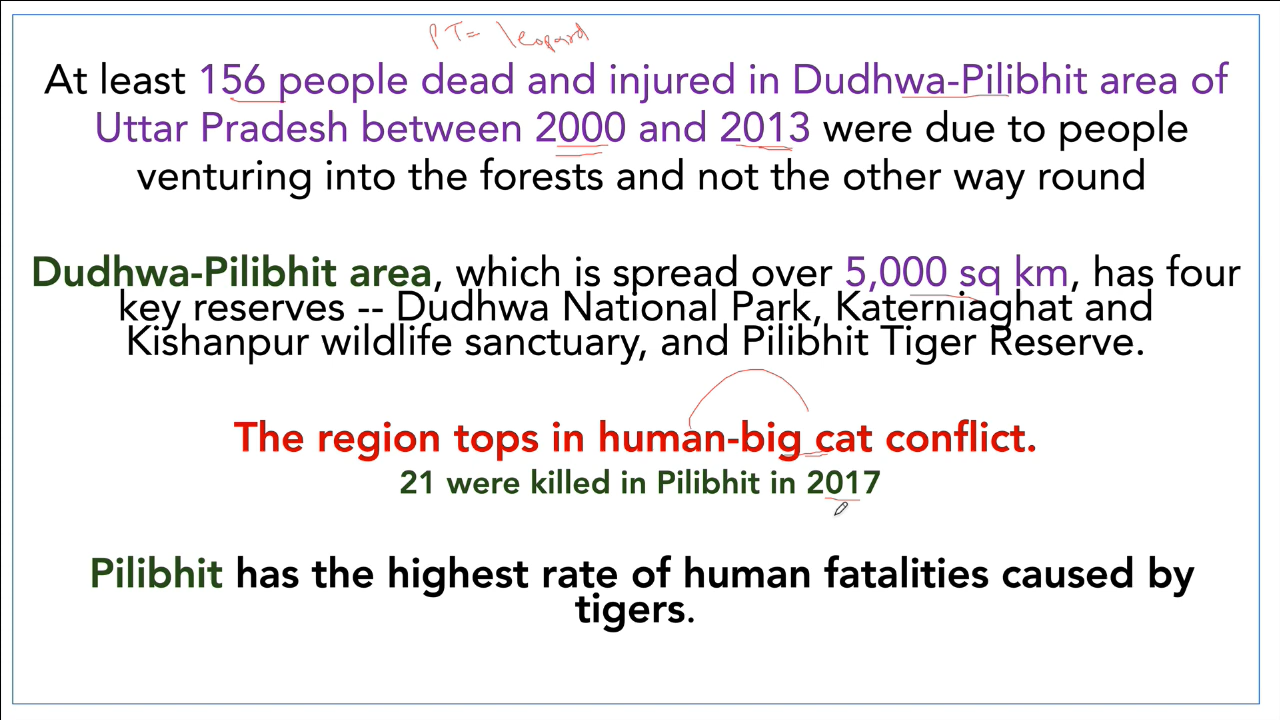 PT= leopard
At least 156 people dead and injured in Dudhwa-Pilibhit area of
Uttar Pradesh between 2000 and 2013 were due to people
venturing into the forests and not the other way round
Dudhwa-Pilibhit area, which is spread over 5,000 sq km, has four
key reserves -- Dudhwa National Park, Katerniaghat and
Kishanpur wildlife sanctuary, and Pilibhit Tiger Reserve.
The region tops in human-big cat conflict.
21 were killed in Pilibhit in 2017
Pilibhit has the highest rate of human fatalities caused by
tigers.